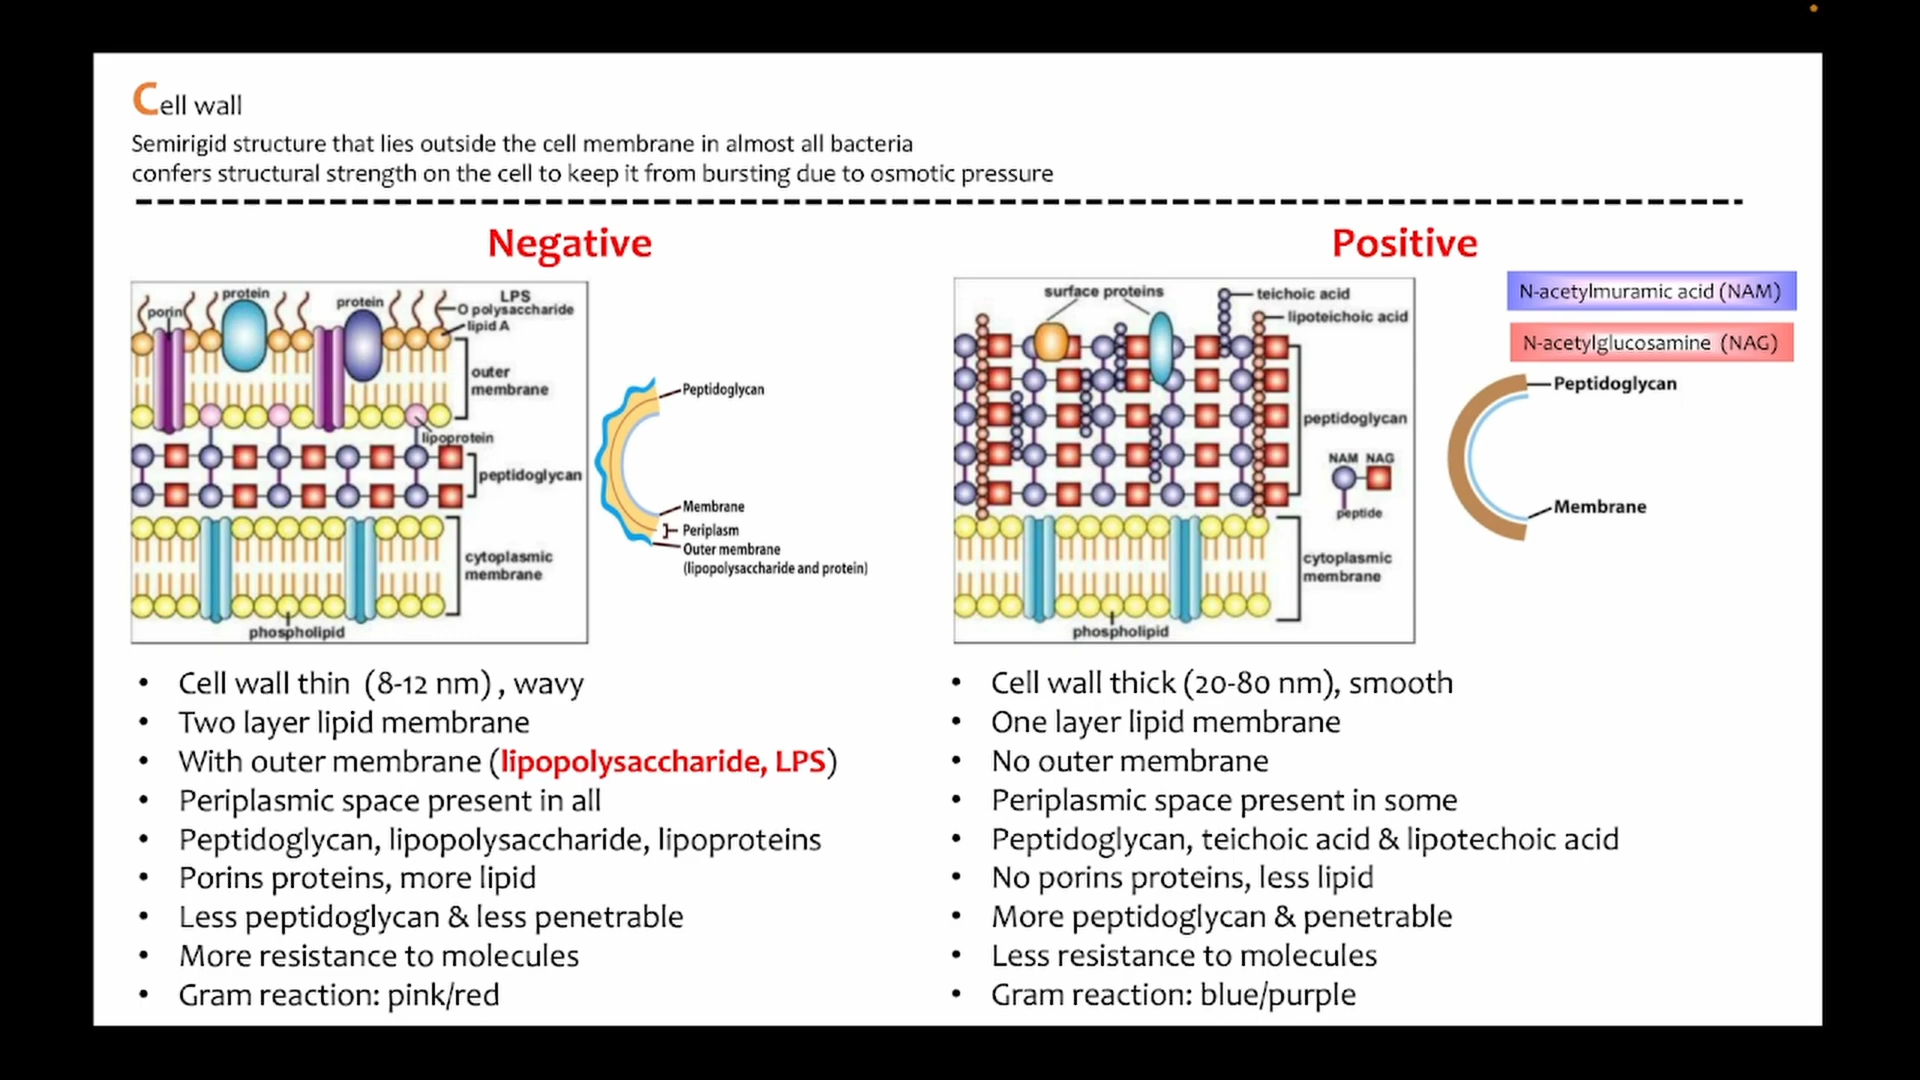 Cell wall
Semirigid structure that lies outside the cell membrane in almost all bacteria
confers structural strength on the cell to keep it from bursting due to osmotic pressure
Negative
porin
protein
protein
LPS
O polysaccharide
lipid A
outer
membrane
lipoprotein
peptidoglycan
cytoplasmic
membrane
phospholipid
Peptidoglycan
Membrane
Periplasm
Outer membrane
(lipopolysaccharide and protein)
• Cell wall thin (8-12 nm) , wavy
• Two layer lipid membrane
• With outer membrane (lipopolysaccharide, LPS)
• Periplasmic space present in all
• Peptidoglycan, lipopolysaccharide, lipoproteins
• Porins proteins, more lipid
• Less peptidoglycan & less penetrable
• More resistance to molecules
• Gram reaction: pink/red
Positive
surface proteins
teichoic acid
lipoteichoic acid
peptidoglycan
NAM NAG
peptide
cytoplasmic
membrane
phospholipid
N-acetylmuramic acid (NAM)
N-acetylglucosamine (NAG)
Peptidoglycan
Membrane
• Cell wall thick (20-80 nm), smooth
• One layer lipid membrane
• No outer membrane
• Periplasmic space present in some
• Peptidoglycan, teichoic acid & lipotechoic acid
• No porins proteins, less lipid
• More peptidoglycan & penetrable
• Less resistance to molecules
• Gram reaction: blue/purple